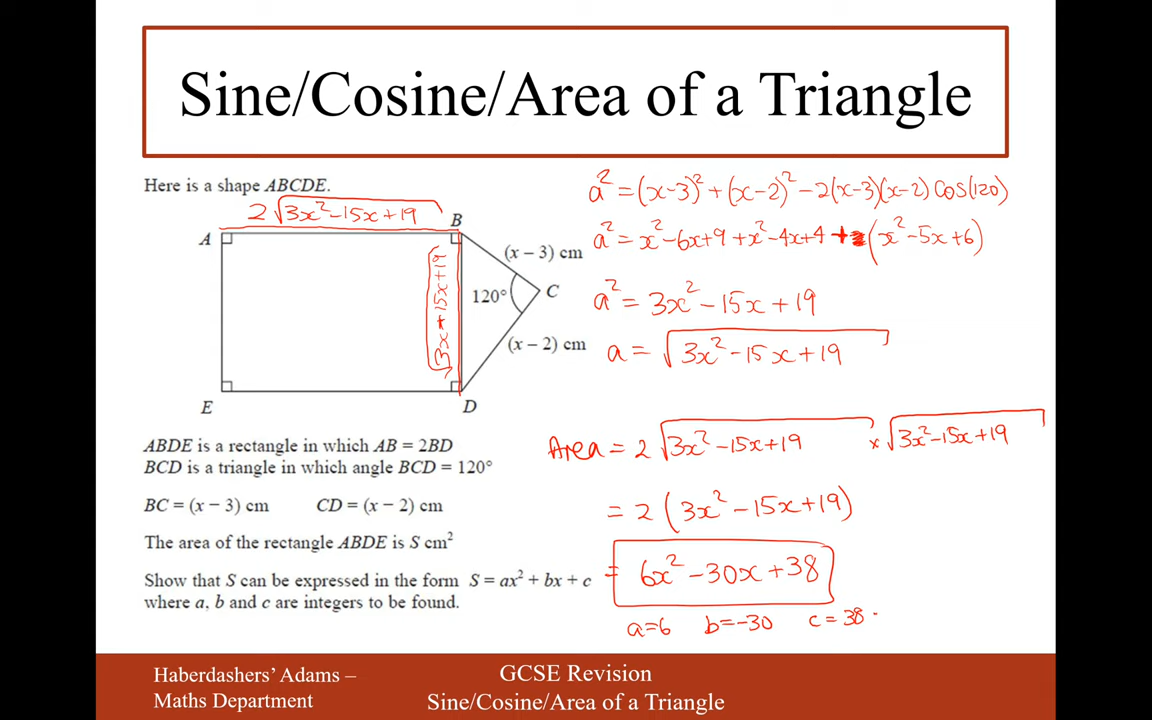 Sine/Cosine/Area of a Triangle
Here is a shape ABCDE.
2√3x²-15x+19
A
B
(x – 3) cm
120°
C
√3x+15x+19
(x – 2) cm
E
D
ABDE is a rectangle in which AB = 2BD
BCD is a triangle in which angle BCD = 120°
BC = (x – 3) cm CD = (x – 2) cm
The area of the rectangle ABDE is S cm²
Show that S can be expressed in the form S = ax² + bx + c
where a, b and c are integers to be found.
a² = (x-3)² + (x-2)² - 2(x-3)(x-2) Cos(120)
a² = x² - 6x + 9 + x² - 4x + 4 + (x² - 5x + 6)
a² = 3x² - 15x + 19
a = √3x² - 15x + 19
Area = 2√3x² - 15x + 19 × √3x² - 15x + 19
= 2(3x² - 15x + 19)
= 6x² - 30x + 38
a=6 b=-30 c=38
Haberdashers' Adams –
Maths Department
GCSE Revision
Sine/Cosine/Area of a Triangle